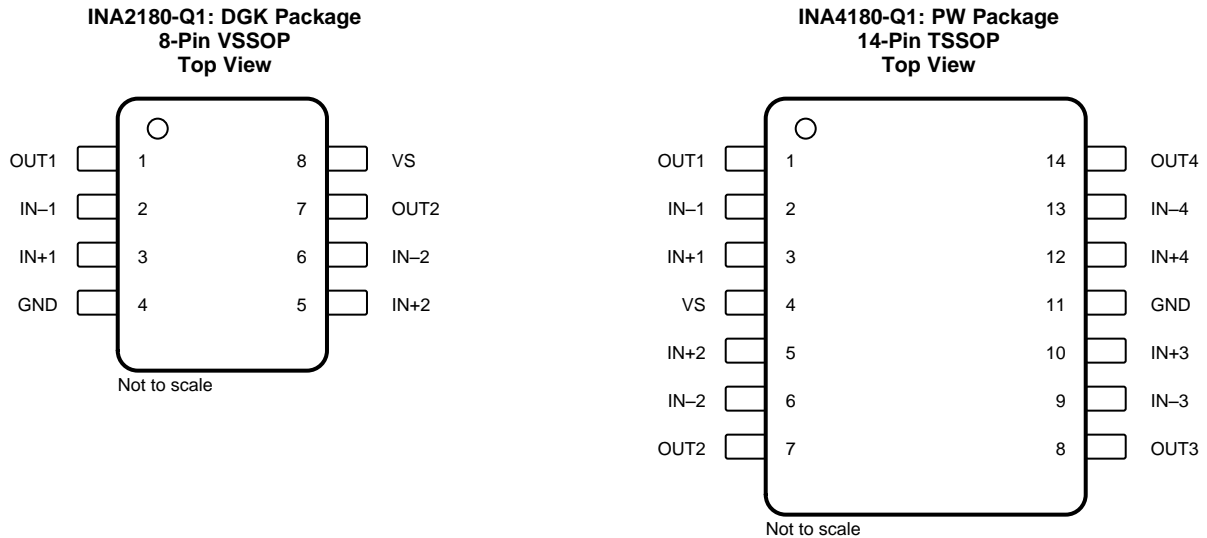 INA2180-Q1: DGK Package
8-Pin VSSOP
Top View
OUT1 1 8 VS
IN–1 2 7 OUT2
IN+1 3 6 IN–2
GND 4 5 IN+2
Not to scale
INA4180-Q1: PW Package
14-Pin TSSOP
Top View
OUT1 1 14 OUT4
IN–1 2 13 IN–4
IN+1 3 12 IN+4
VS 4 11 GND
IN+2 5 10 IN+3
IN–2 6 9 IN–3
OUT2 7 8 OUT3
Not to scale